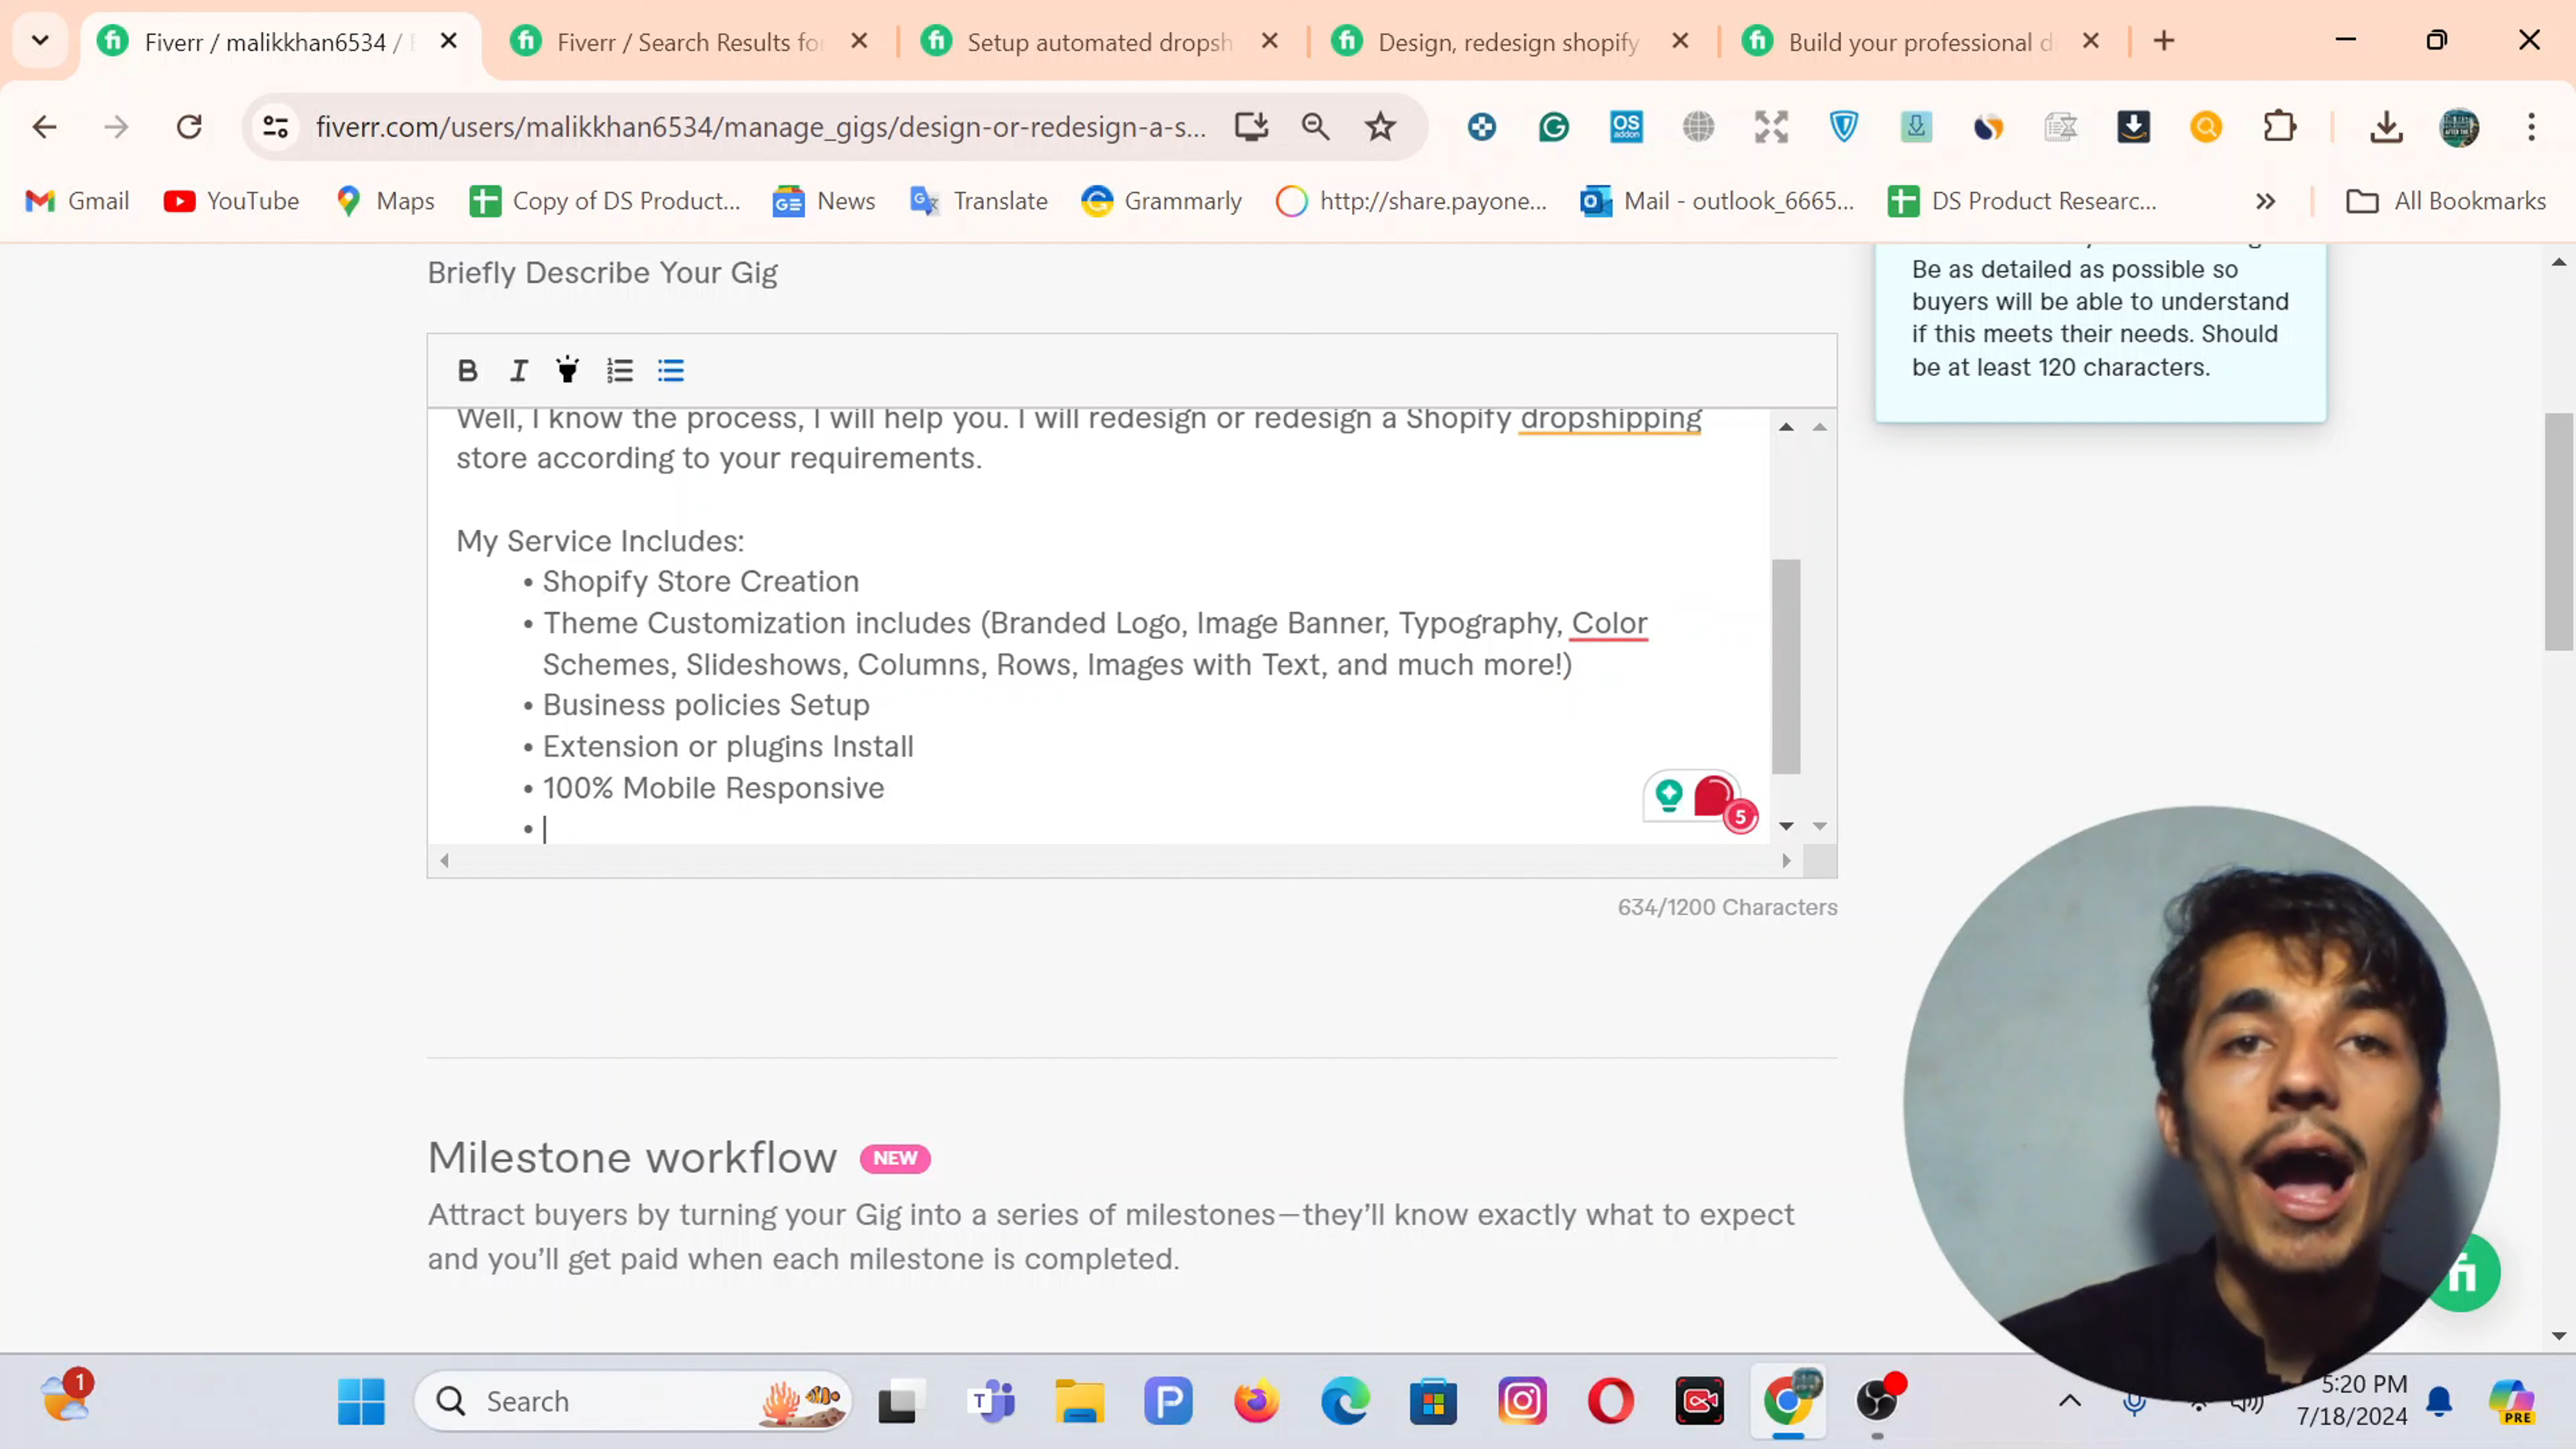 Fiverr / malikkhan6534 /
Fiverr / Search Results for
Setup automated dropsh
Design, redesign shopify
Build your professional d
fiverr.com/users/malikkhan6534/manage_gigs/design-or-redesign-a-s...
OS
addon
Gmail
YouTube
Maps
Copy of DS Product...
News
Translate
Grammarly
http://share.payone...
Mail - outlook_6665...
DS Product Researc...
All Bookmarks
Briefly Describe Your Gig
Be as detailed as possible so
buyers will be able to understand
if this meets their needs. Should
be at least 120 characters.
Well, I know the process, I will help you. I will redesign or redesign a Shopify dropshipping
store according to your requirements.
My Service Includes:
• Shopify Store Creation
• Theme Customization includes (Branded Logo, Image Banner, Typography, Color
Schemes, Slideshows, Columns, Rows, Images with Text, and much more!)
• Business policies Setup
• Extension or plugins Install
• 100% Mobile Responsive
•
5
634/1200 Characters
Milestone workflow NEW
Attract buyers by turning your Gig into a series of milestones—they'll know exactly what to expect
and you'll get paid when each milestone is completed.
fi
1
Search
5:20 PM
7/18/2024
PRE